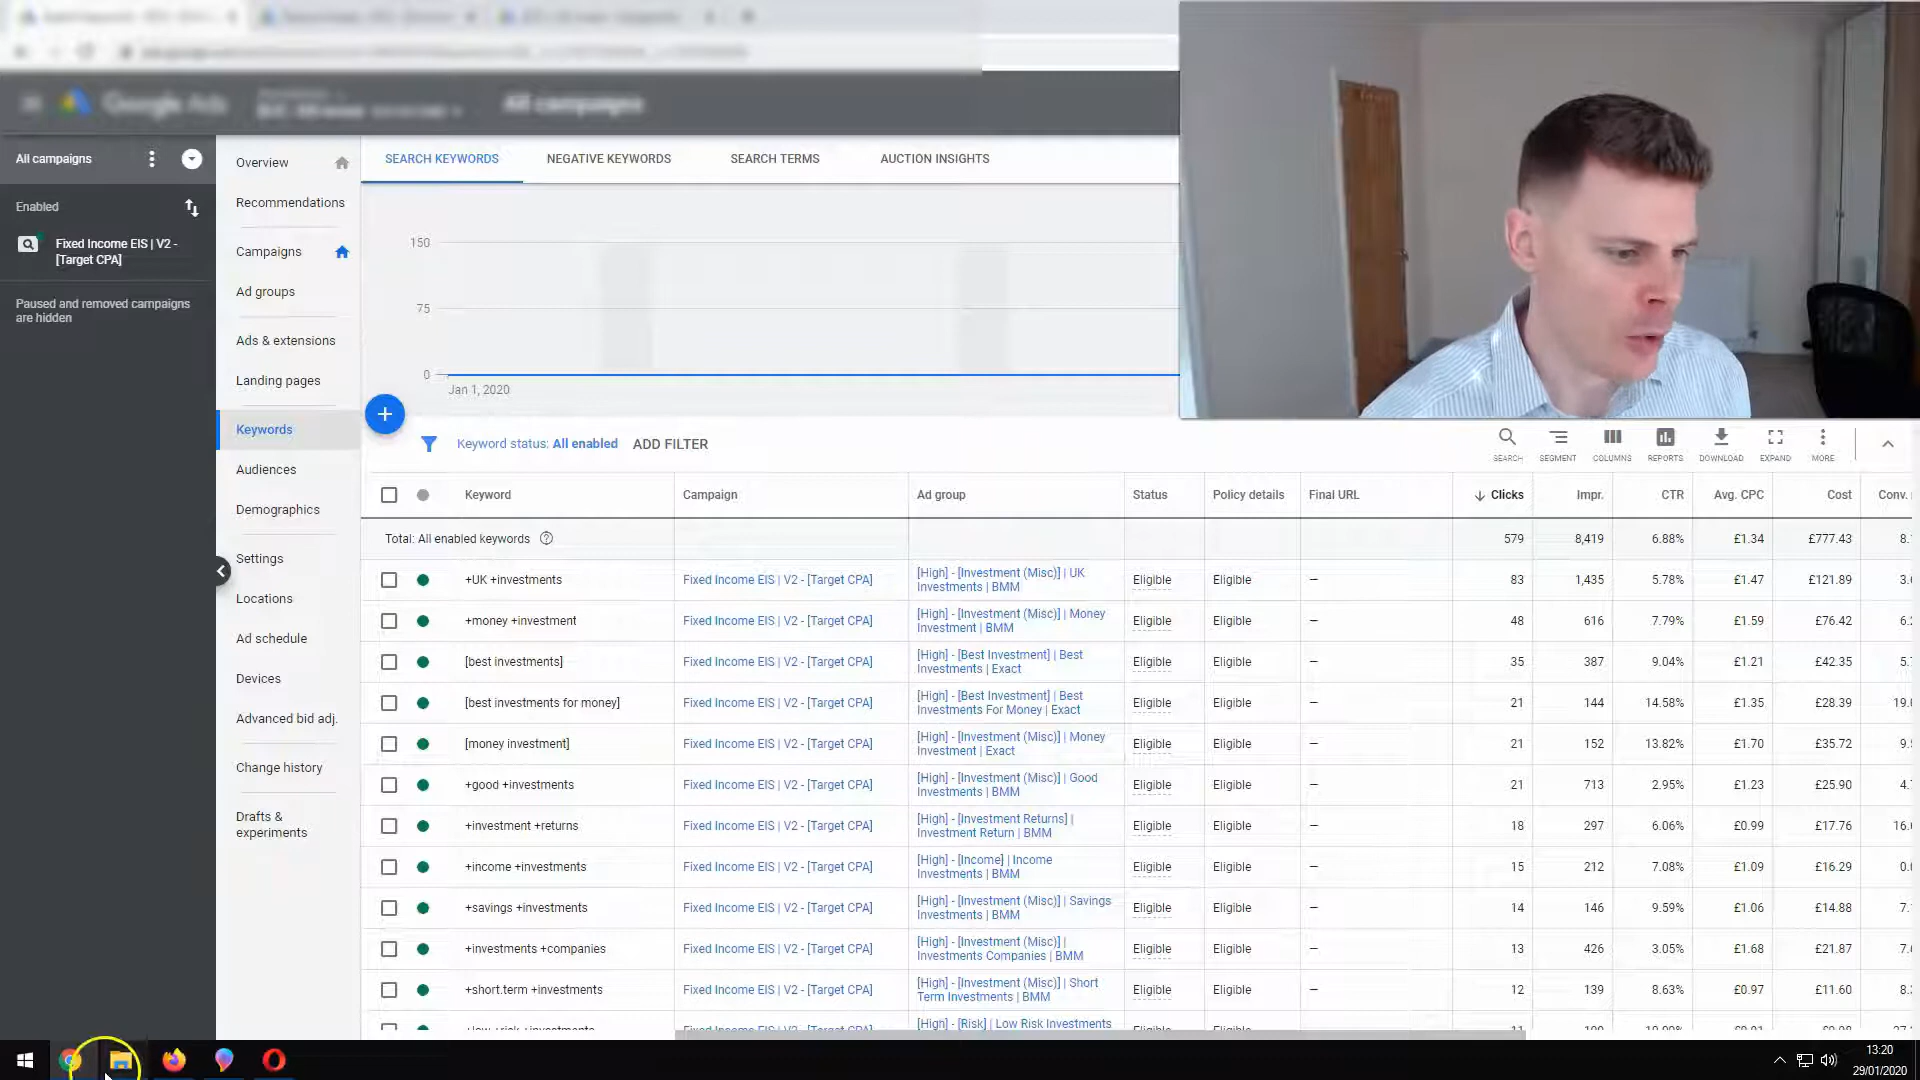 Google Ads
All campaigns
All campaigns
Enabled
Fixed Income EIS | V2 -
[Target CPA]
Paused and removed campaigns
are hidden
Overview
Recommendations
Campaigns
Ad groups
Ads & extensions
Landing pages
Keywords
Audiences
Demographics
Settings
Locations
Ad schedule
Devices
Advanced bid adj.
Change history
Drafts &
experiments
SEARCH KEYWORDS NEGATIVE KEYWORDS SEARCH TERMS AUCTION INSIGHTS
150
75
0
Jan 1, 2020
Keyword status: All enabled ADD FILTER
SEARCH SEGMENT COLUMNS REPORTS DOWNLOAD EXPAND MORE
Keyword Campaign Ad group Status Policy details Final URL Clicks Impr. CTR Avg. CPC Cost Conv.
Total: All enabled keywords 579 8,419 6.88% £1.34 £777.43 8.
+UK +investments Fixed Income EIS | V2 - [Target CPA] [High] - [Investment (Misc)] | UK Eligible Eligible — 83 1,435 5.78% £1.47 £121.89 3.
Investments | BMM
+money +investment Fixed Income EIS | V2 - [Target CPA] [High] - [Investment (Misc)] | Money Eligible Eligible — 48 616 7.79% £1.59 £76.42 6.
Investment | BMM
[best investments] Fixed Income EIS | V2 - [Target CPA] [High] - [Best Investment] | Best Eligible Eligible — 35 387 9.04% £1.21 £42.35 5.
Investments | Exact
[best investments for money] Fixed Income EIS | V2 - [Target CPA] [High] - [Best Investment] | Best Eligible Eligible — 21 144 14.58% £1.35 £28.39 19.
Investments For Money | Exact
[money investment] Fixed Income EIS | V2 - [Target CPA] [High] - [Investment (Misc)] | Money Eligible Eligible — 21 152 13.82% £1.70 £35.72 9.
Investment | Exact
+good +investments Fixed Income EIS | V2 - [Target CPA] [High] - [Investment (Misc)] | Good Eligible Eligible — 21 713 2.95% £1.23 £25.90 4.
Investments | BMM
+investment +returns Fixed Income EIS | V2 - [Target CPA] [High] - [Investment Returns] | Eligible Eligible — 18 297 6.06% £0.99 £17.76 16.
Investment Return | BMM
+income +investments Fixed Income EIS | V2 - [Target CPA] [High] - [Income] | Income Eligible Eligible — 15 212 7.08% £1.09 £16.29 0.
Investments | BMM
+savings +investments Fixed Income EIS | V2 - [Target CPA] [High] - [Investment (Misc)] | Savings Eligible Eligible — 14 146 9.59% £1.06 £14.88 7.
Investments | BMM
+investments +companies Fixed Income EIS | V2 - [Target CPA] [High] - [Investment (Misc)] | Eligible Eligible — 13 426 3.05% £1.68 £21.87 7.
Investments Companies | BMM
+short.term +investments Fixed Income EIS | V2 - [Target CPA] [High] - [Investment (Misc)] | Short Eligible Eligible — 12 139 8.63% £0.97 £11.60 8.
Term Investments | BMM
[High] - [Risk] | Low Risk Investments
13:20
29/01/2020